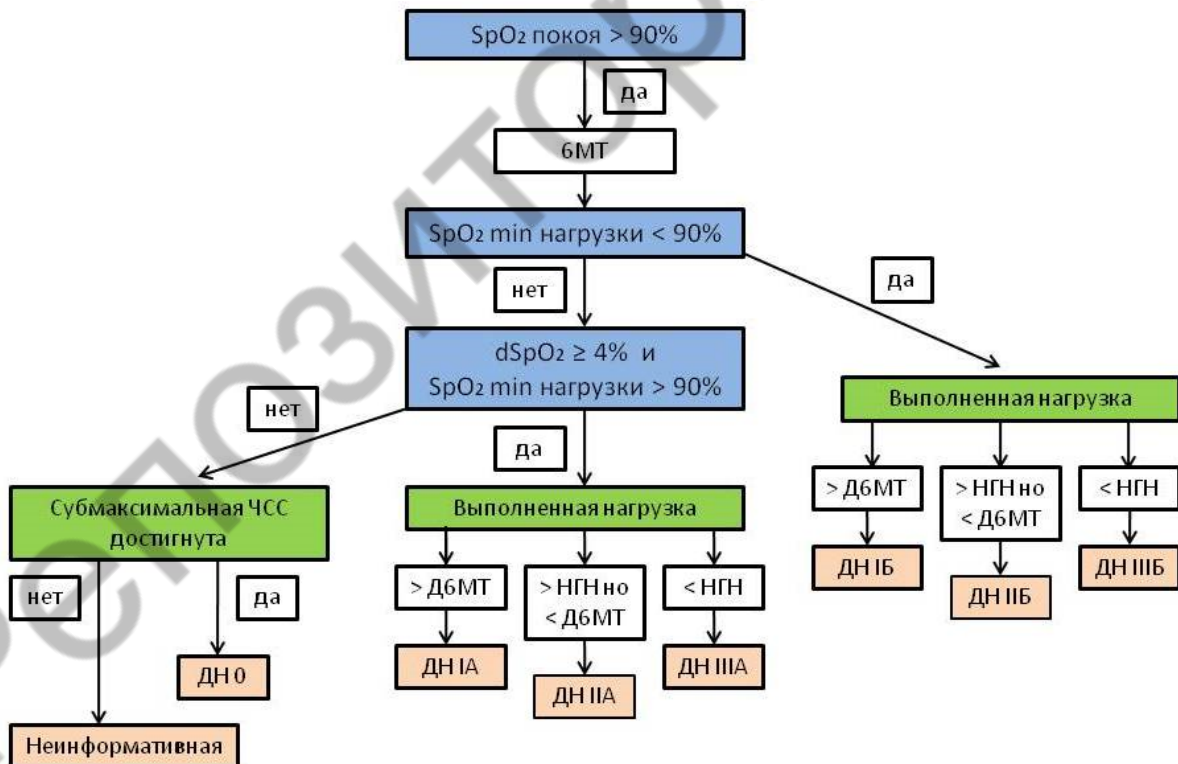 SpO₂ покоя > 90%
да
6МТ
SpO₂ min нагрузки < 90%
нет
да
dSpO₂ ≥ 4% и
SpO₂ min нагрузки > 90%
нет
да
Выполненная нагрузка
> Д6МТ
> НГН но
< Д6МТ
< НГН
ДН IБ
ДН IIБ
ДН IIIБ
Субмаксимальная ЧСС
достигнута
нет
да
ДН 0
Неинформативная
Выполненная нагрузка
> Д6МТ
> НГН но
< Д6МТ
< НГН
ДН IА
ДН IIА
ДН IIIА
Репозитор